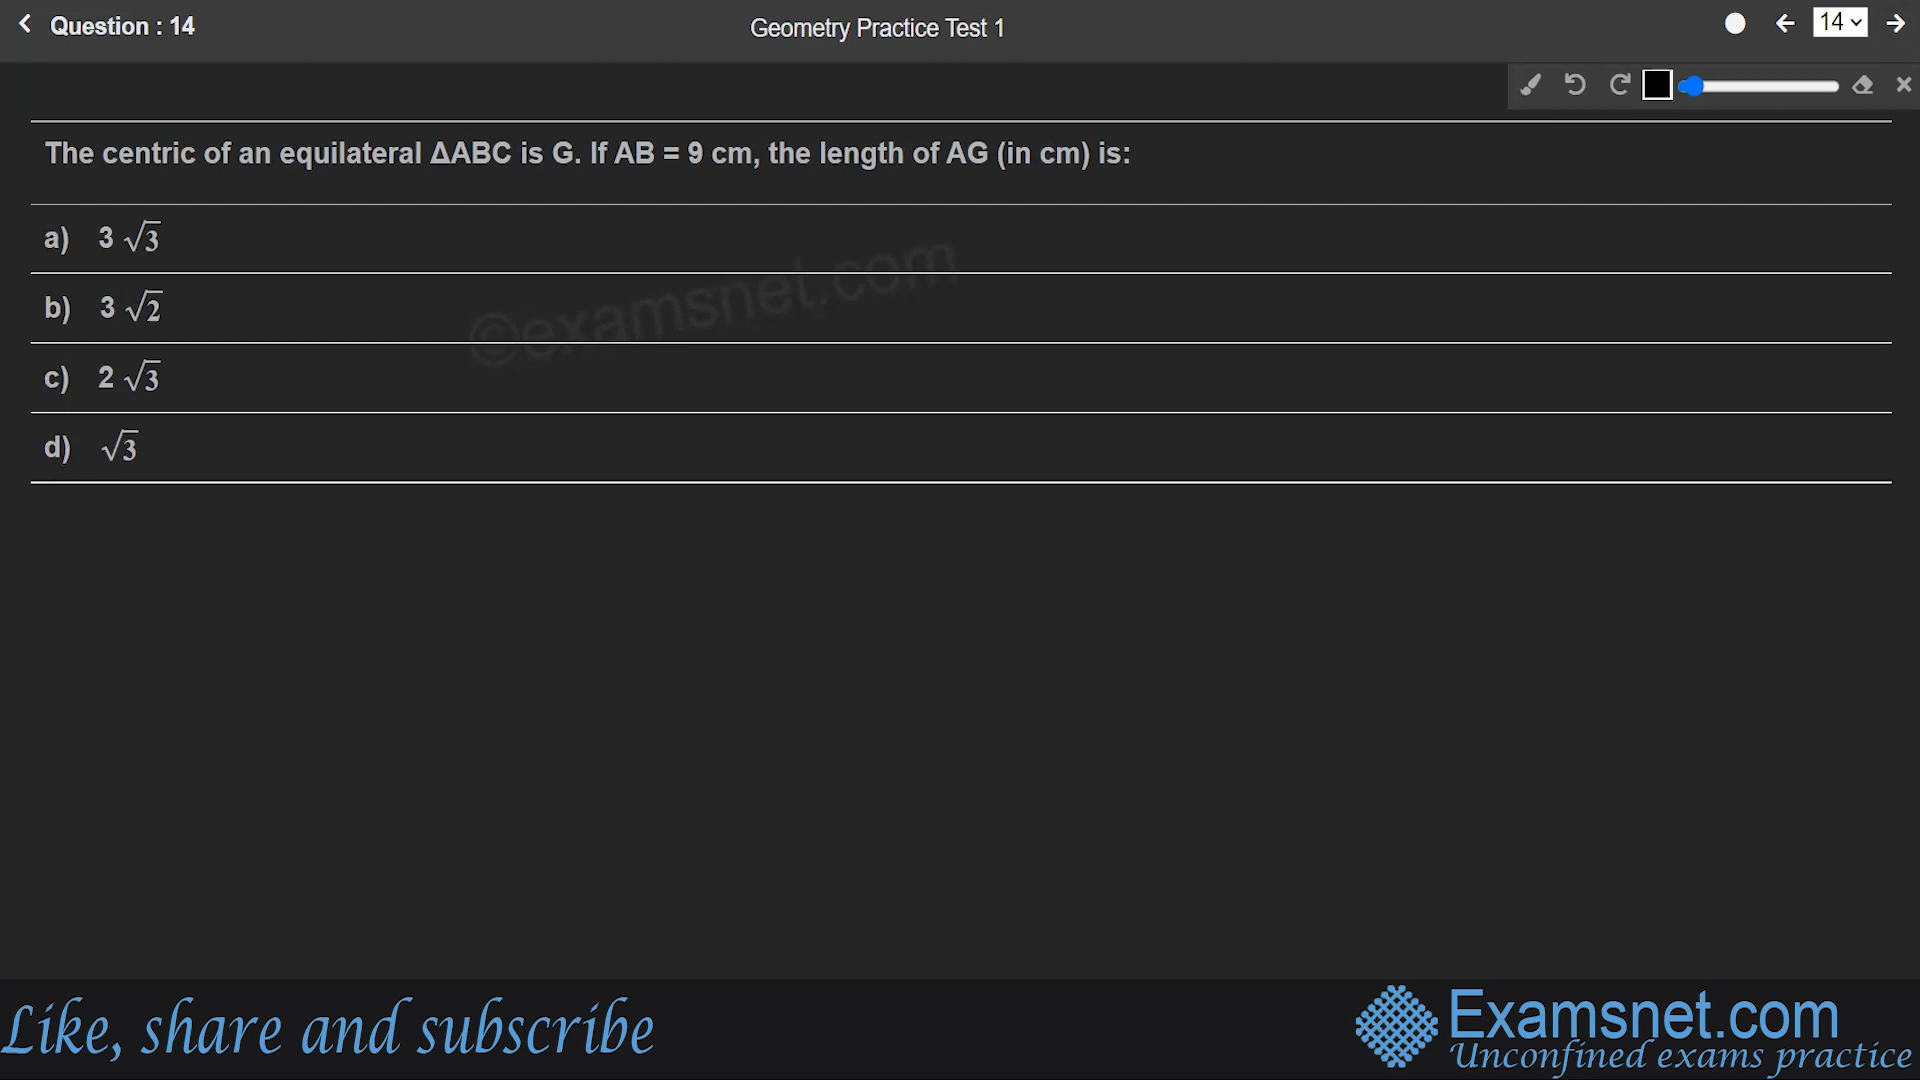 Question : 14
Geometry Practice Test 1
14
The centric of an equilateral ΔABC is G. If AB = 9 cm, the length of AG (in cm) is:
a) 3 √3
b) 3 √2
c) 2 √3
d) √3
©examsnet.com
Like, share and subscribe
Examsnet.com
Unconfined exams practice